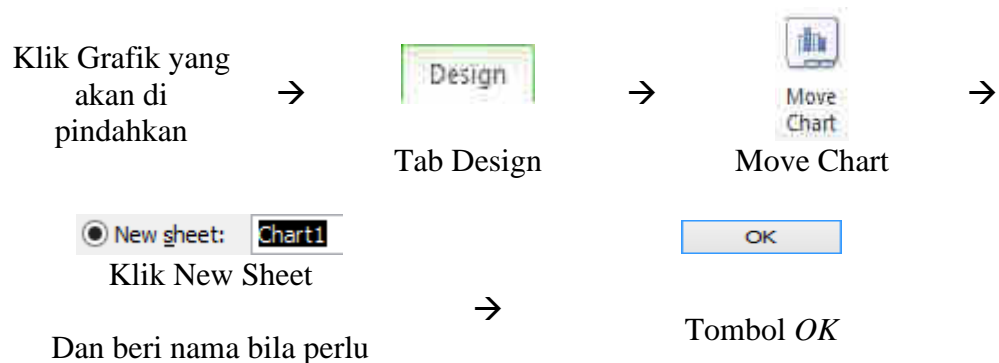 Klik Grafik yang
akan di
pindahkan
→
Design
Tab Design
→
Move
Chart
Move Chart
→
New sheet: Chart1
Klik New Sheet
Dan beri nama bila perlu
→
OK
Tombol OK